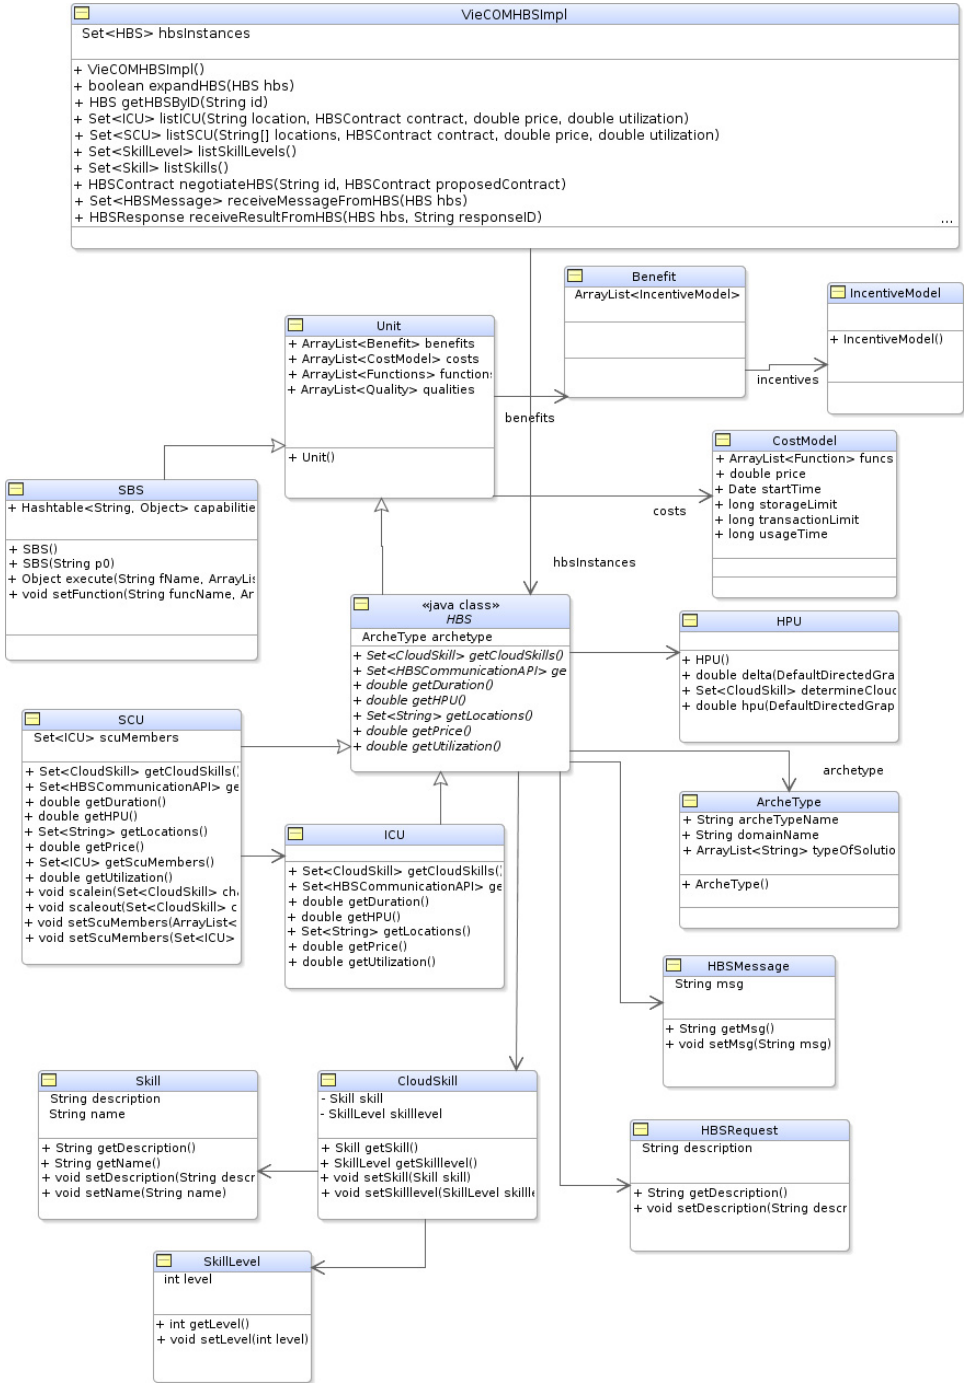 VieCOMHBSImpl
Set<HBS> hbsInstances
+ VieCOMHBSImpl()
+ boolean expandHBS(HBS hbs)
+ HBS getHBSByID(String id)
+ Set<ICU> listICU(String location, HBSContract contract, double price, double utilization)
+ Set<SCU> listSCU(String[] locations, HBSContract contract, double price, double utilization)
+ Set<SkillLevel> listSkillLevels()
+ Set<Skill> listSkills()
+ HBSContract negotiateHBS(String id, HBSContract proposedContract)
+ Set<HBSMessage> receiveMessageFromHBS(HBS hbs)
+ HBSResponse receiveResultFromHBS(HBS hbs, String responseID)
...
Benefit
ArrayList<IncentiveModel>
IncentiveModel
+ IncentiveModel()
incentives
Unit
+ ArrayList<Benefit> benefits
+ ArrayList<CostModel> costs
+ ArrayList<Functions> function
+ ArrayList<Quality> qualities
+ Unit()
benefits
CostModel
+ ArrayList<Function> funcs
+ double price
+ Date startTime
+ long storageLimit
+ long transactionLimit
+ long usageTime
costs
SBS
+ Hashtable<String, Object> capabilitie
+ SBS()
+ SBS(String p0)
+ Object execute(String fName, ArrayLi
+ void setFunction(String funcName, Ar
hbsInstances
«java class»
HBS
ArcheType archetype
+ Set<CloudSkill> getCloudSkills()
+ Set<HBSCommunicationAPI> ge
+ double getDuration()
+ double getHPU()
+ Set<String> getLocations()
+ double getPrice()
+ double getUtilization()
HPU
+ HPU()
+ double delta(DefaultDirectedGra
+ Set<CloudSkill> determineClou
+ double hpu(DefaultDirectedGrap
SCU
Set<ICU> scuMembers
+ Set<CloudSkill> getCloudSkills()
+ Set<HBSCommunicationAPI> ge
+ double getDuration()
+ double getHPU()
+ Set<String> getLocations()
+ double getPrice()
+ Set<ICU> getScuMembers()
+ double getUtilization()
+ void scalein(Set<CloudSkill> ch
+ void scaleout(Set<CloudSkill> c
+ void setScuMembers(ArrayList<
+ void setScuMembers(Set<ICU>
archetype
ArcheType
+ String archeTypeName
+ String domainName
+ ArrayList<String> typeOfSolutio
+ ArcheType()
ICU
+ Set<CloudSkill> getCloudSkills()
+ Set<HBSCommunicationAPI> ge
+ double getDuration()
+ double getHPU()
+ Set<String> getLocations()
+ double getPrice()
+ double getUtilization()
HBSMessage
String msg
+ String getMsg()
+ void setMsg(String msg)
Skill
String description
String name
+ String getDescription()
+ String getName()
+ void setDescription(String descr
+ void setName(String name)
CloudSkill
- Skill skill
- SkillLevel skilllevel
+ Skill getSkill()
+ SkillLevel getSkilllevel()
+ void setSkill(Skill skill)
+ void setSkilllevel(SkillLevel skillle
HBSRequest
String description
+ String getDescription()
+ void setDescription(String descr
SkillLevel
int level
+ int getLevel()
+ void setLevel(int level)